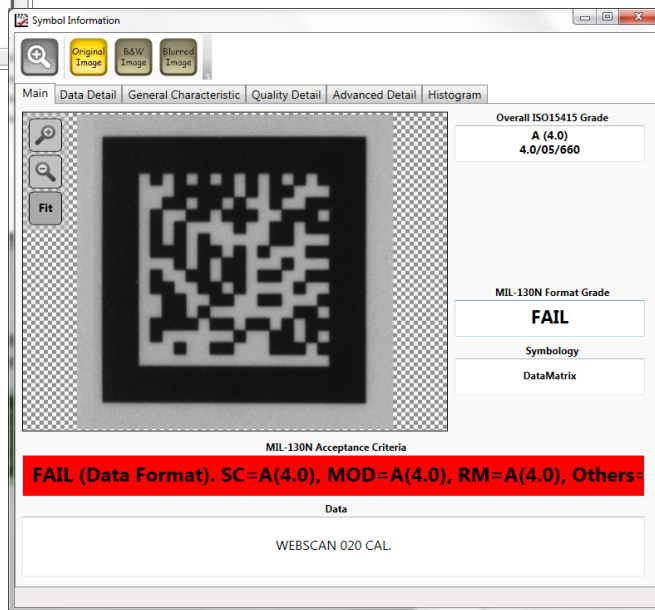 Symbol Information
Original Image
B&W Image
Blurred Image
Main Data Detail General Characteristic Quality Detail Advanced Detail Histogram
Fit
Overall ISO15415 Grade
A (4.0)
4.0/05/660
MIL-130N Format Grade
FAIL
Symbology
DataMatrix
MIL-130N Acceptance Criteria
FAIL (Data Format). SC=A(4.0), MOD=A(4.0), RM=A(4.0), Others=
Data
WEBSCAN 020 CAL.